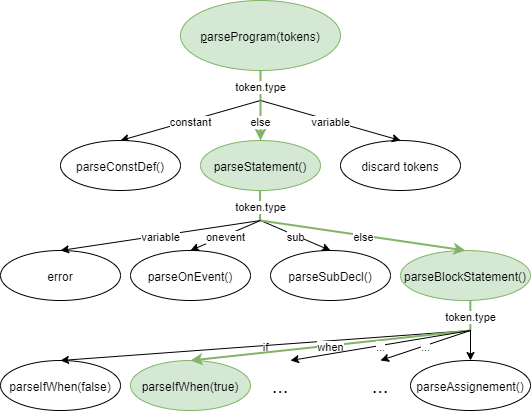 parseProgram(tokens)
token.type
constant else variable
parseConstDef() parseStatement() discard tokens
token.type
variable onevent sub else
error parseOnEvent() parseSubDecl() parseBlockStatement()
token.type
if when ... ...
parseIfWhen(false) parseIfWhen(true) ... ... parseAssignement()